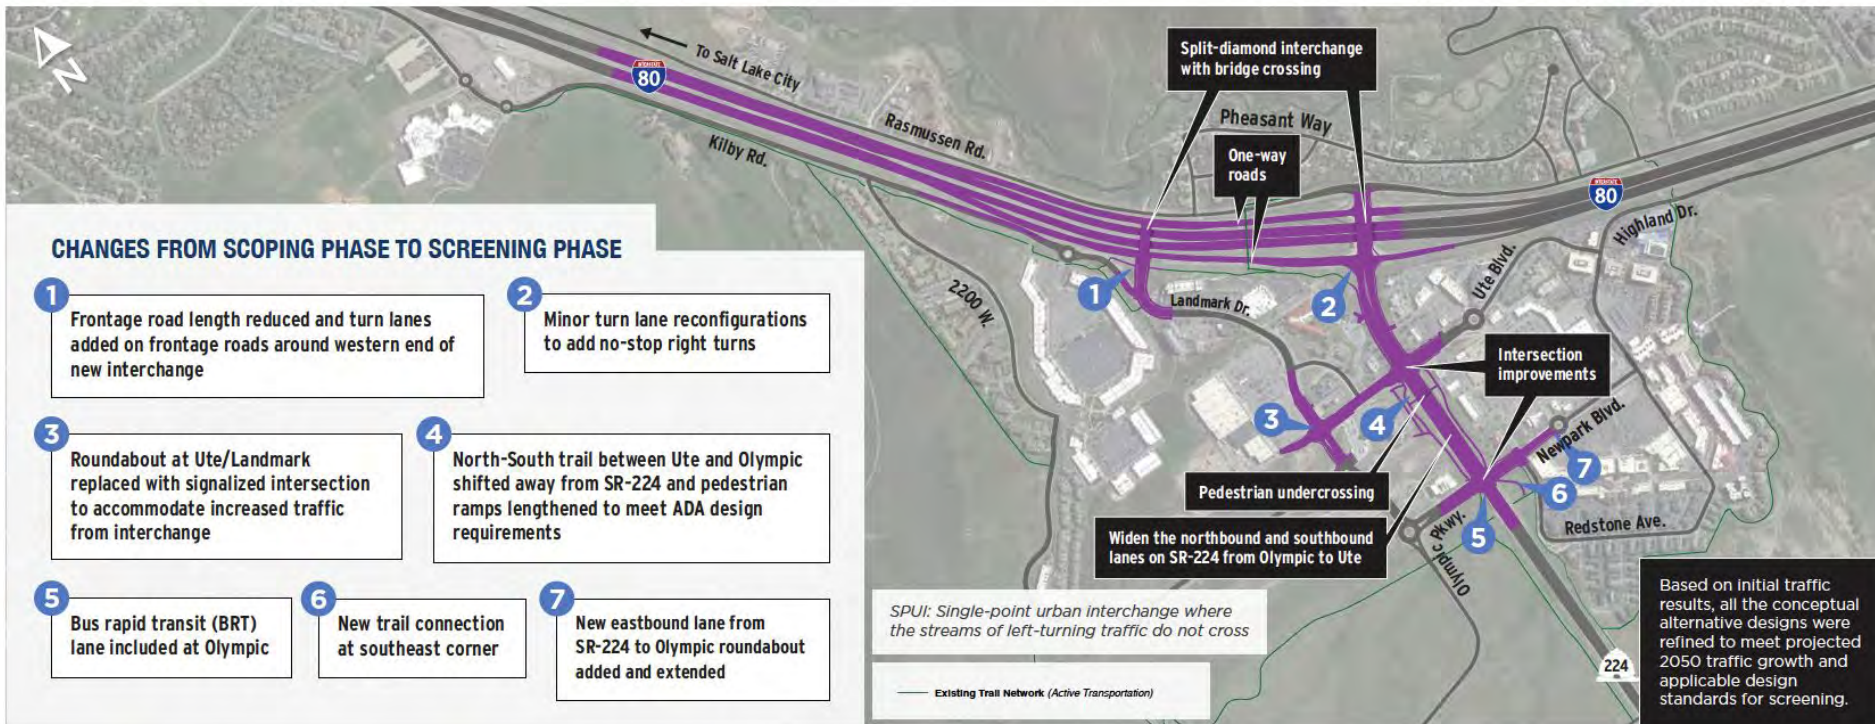 N
To Salt Lake City
INTERSTATE
80
Rasmussen Rd.
Kilby Rd.
Split-diamond interchange
with bridge crossing
Pheasant Way
One-way
roads
INTERSTATE
80
Highland Dr.
Ute Blvd.
2200 W.
Landmark Dr.
1
2
3
4
5
6
7
Intersection
improvements
Newpark Blvd.
Pedestrian undercrossing
Widen the northbound and southbound
lanes on SR-224 from Olympic to Ute
Olympic Pkwy.
Redstone Ave.
224
CHANGES FROM SCOPING PHASE TO SCREENING PHASE
1
Frontage road length reduced and turn lanes
added on frontage roads around western end of
new interchange
2
Minor turn lane reconfigurations
to add no-stop right turns
3
Roundabout at Ute/Landmark
replaced with signalized intersection
to accommodate increased traffic
from interchange
4
North-South trail between Ute and Olympic
shifted away from SR-224 and pedestrian
ramps lengthened to meet ADA design
requirements
5
Bus rapid transit (BRT)
lane included at Olympic
6
New trail connection
at southeast corner
7
New eastbound lane from
SR-224 to Olympic roundabout
added and extended
SPUI: Single-point urban interchange where
the streams of left-turning traffic do not cross
Existing Trail Network (Active Transportation)
Based on initial traffic
results, all the conceptual
alternative designs were
refined to meet projected
2050 traffic growth and
applicable design
standards for screening.